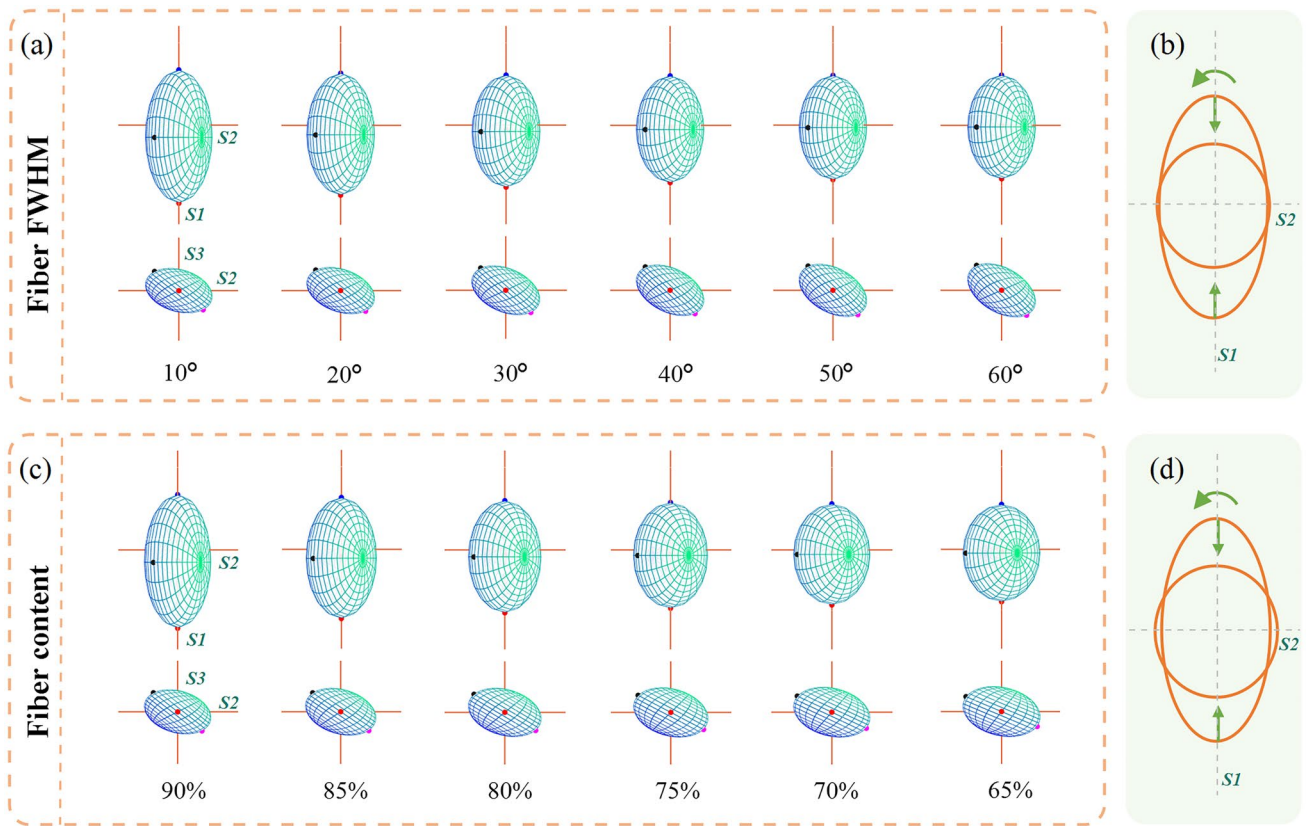 (a)
Fiber FWHM
S2
S1
S3
S2
10° 20° 30° 40° 50° 60°
(b)
S2
S1
(c)
Fiber content
S2
S1
S3
S2
90% 85% 80% 75% 70% 65%
(d)
S2
S1